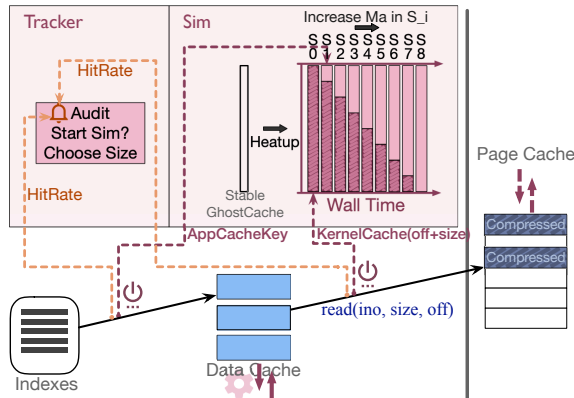 Tracker
Sim
Increase Ma in S_i
S S S S S S S S S
0 1 2 3 4 5 6 7 8
HitRate
Audit
Start Sim?
Choose Size
Heatup
Page Cache
HitRate
Stable
GhostCache
Wall Time
AppCacheKey
KernelCache(off+size)
Compressed
Compressed
read(ino, size, off)
Data Cache
Indexes